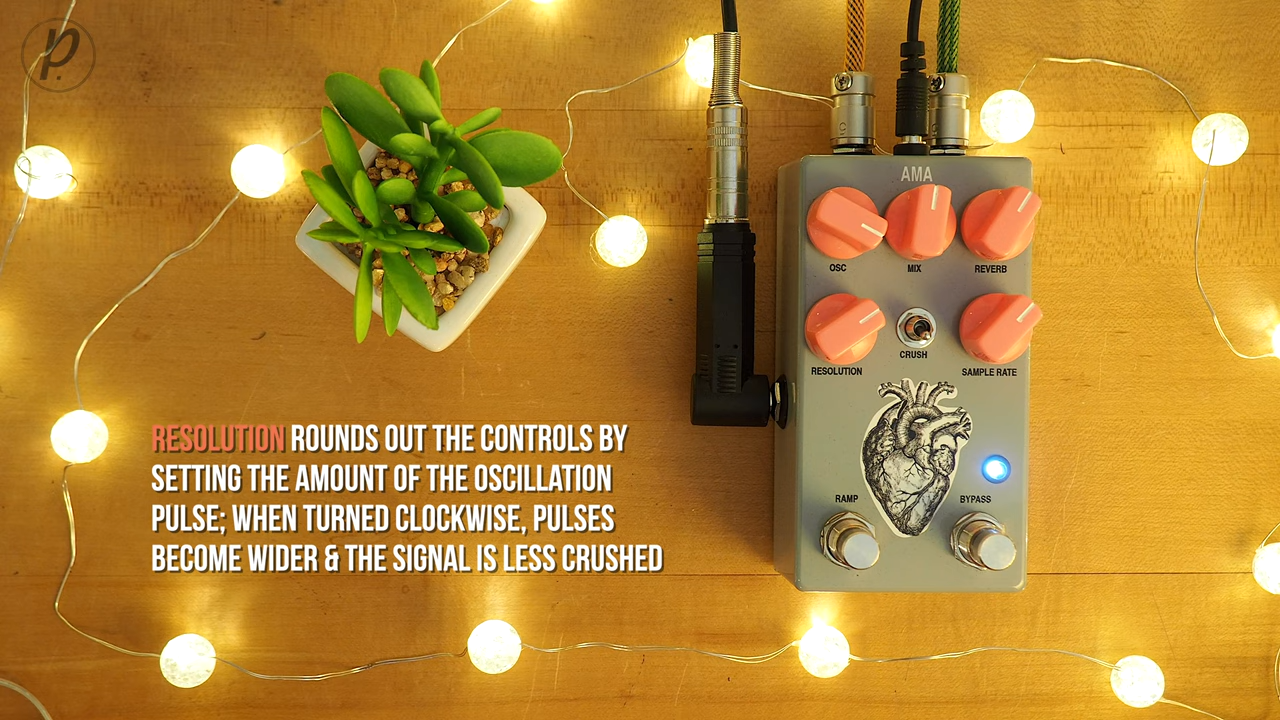 p.
AMA
OSC MIX REVERB
CRUSH
RESOLUTION SAMPLE RATE
RESOLUTION ROUNDS OUT THE CONTROLS BY
SETTING THE AMOUNT OF THE OSCILLATION
PULSE; WHEN TURNED CLOCKWISE, PULSES
BECOME WIDER & THE SIGNAL IS LESS CRUSHED
RAMP BYPASS